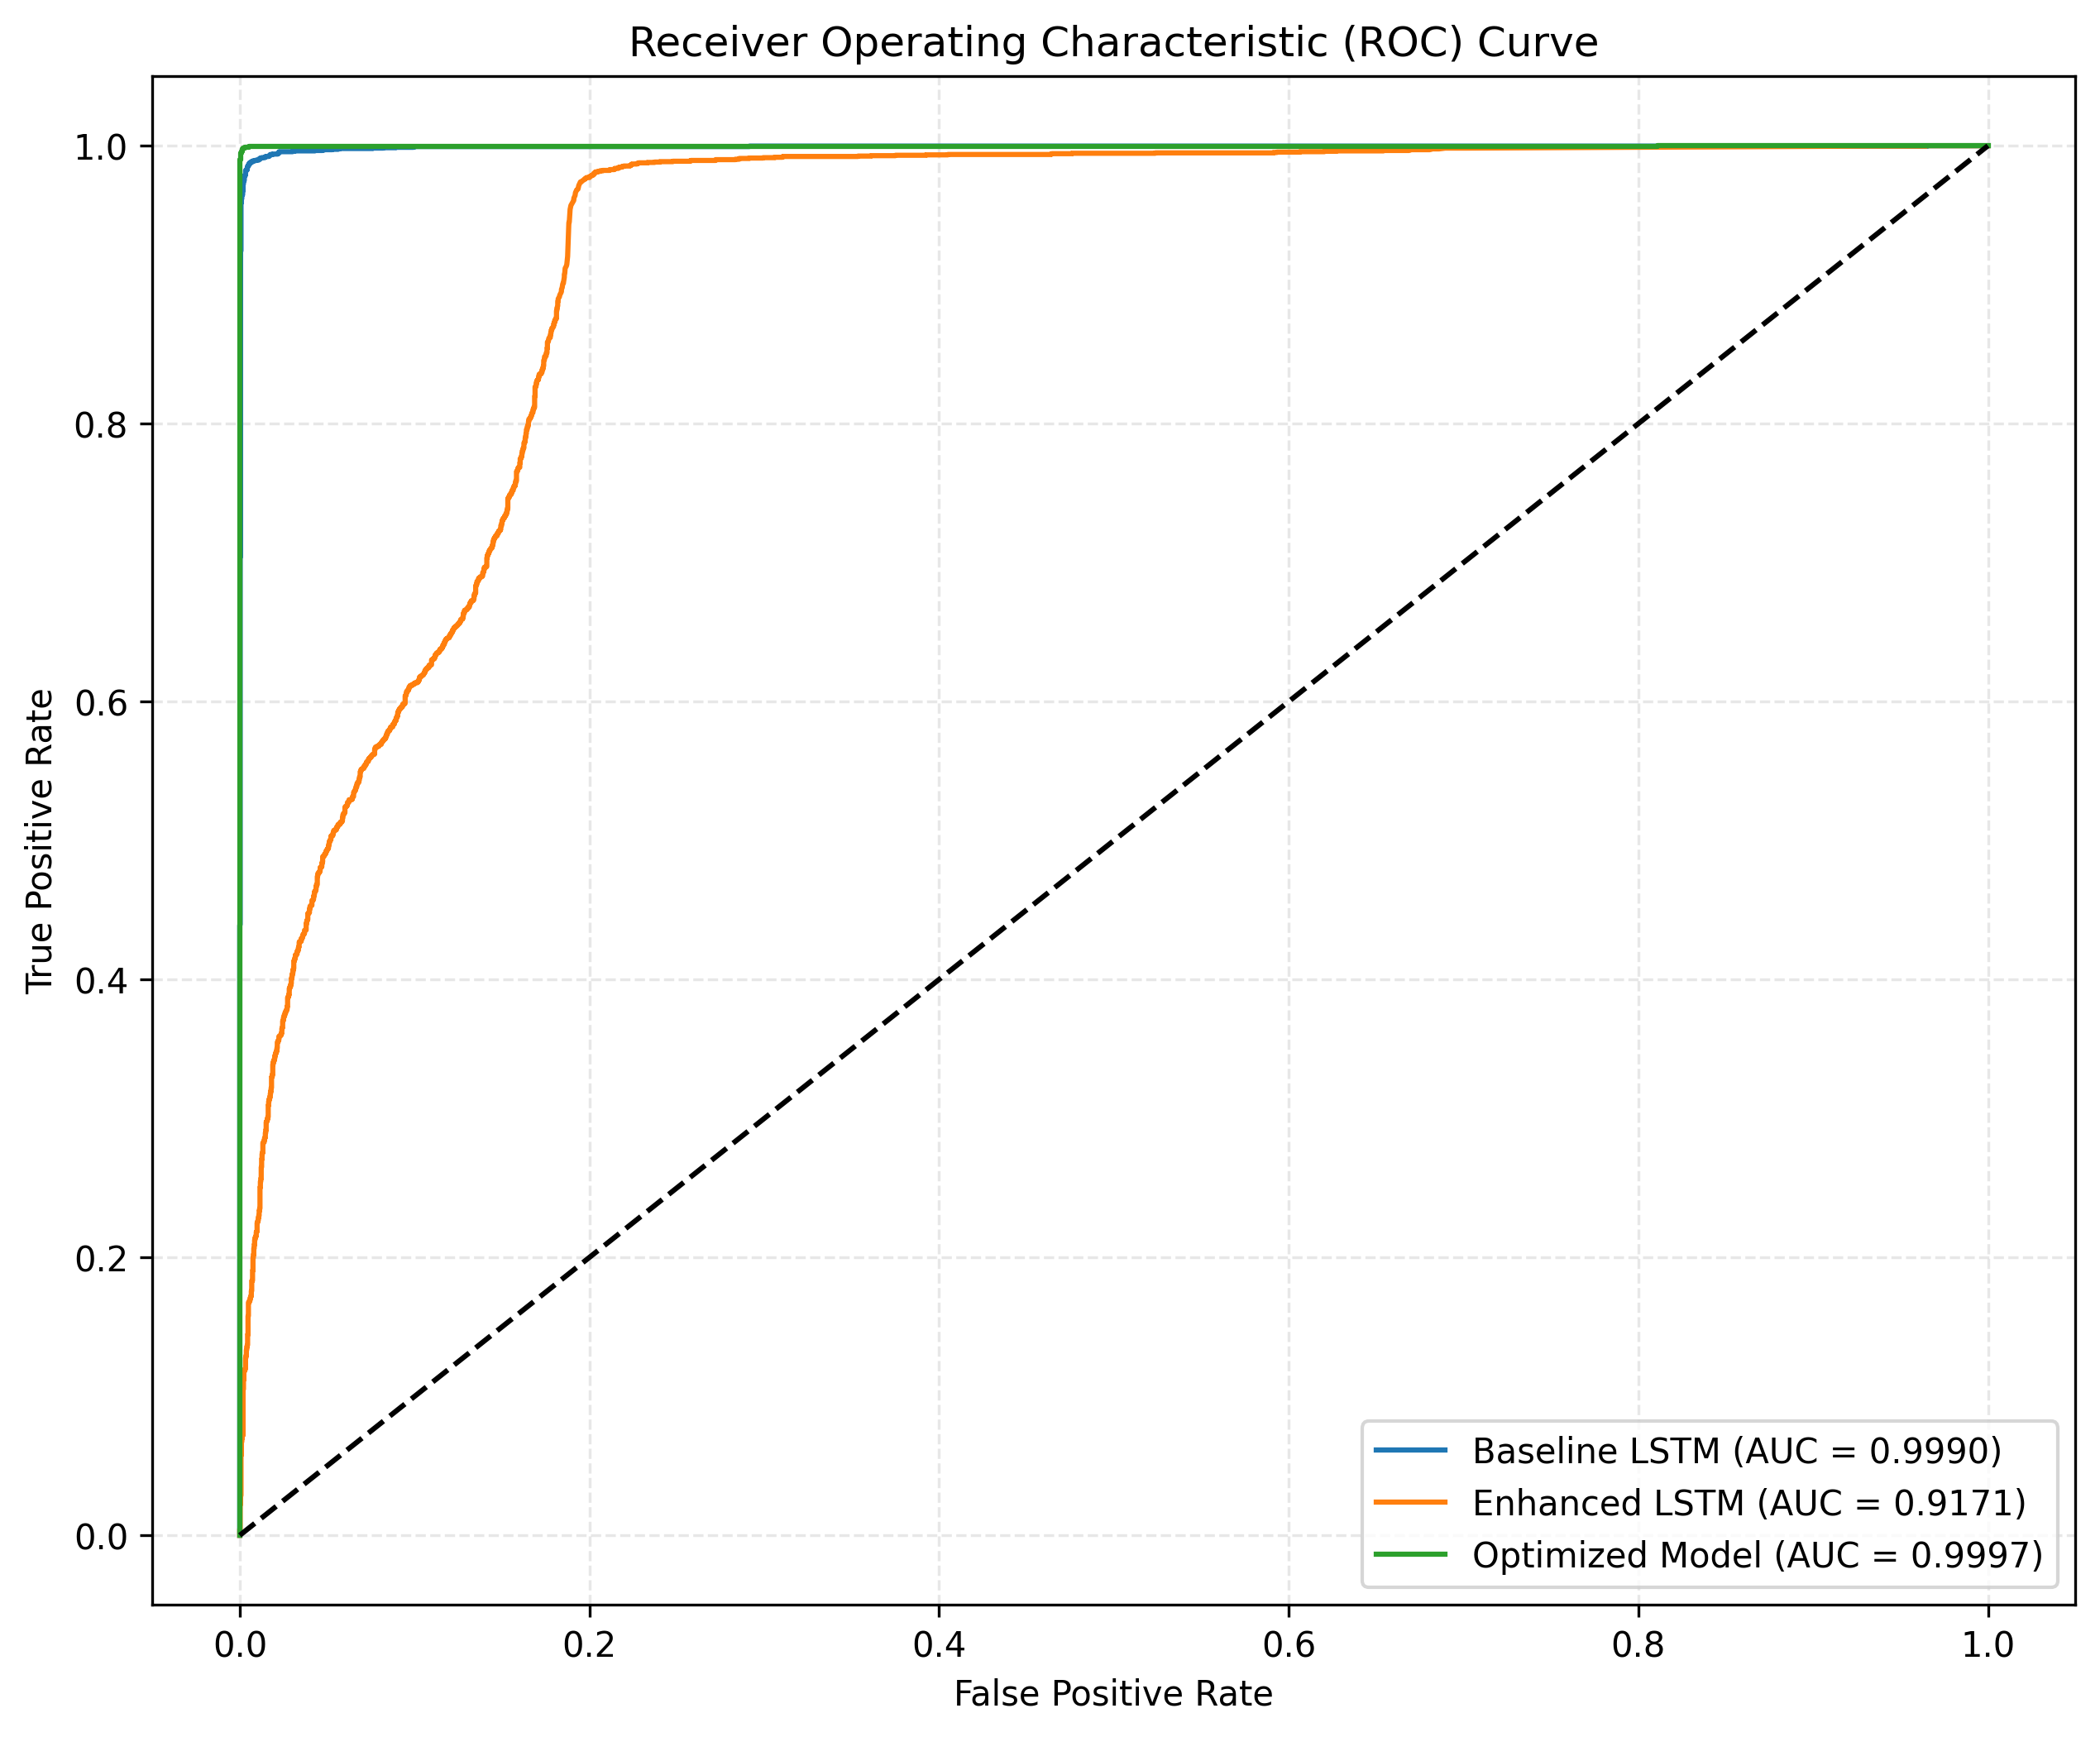 Receiver Operating Characteristic (ROC) Curve
1.0
0.8
0.6
0.4
0.2
0.0
True Positive Rate
0.0 0.2 0.4 0.6 0.8 1.0
False Positive Rate
Baseline LSTM (AUC = 0.9990)
Enhanced LSTM (AUC = 0.9171)
Optimized Model (AUC = 0.9997)